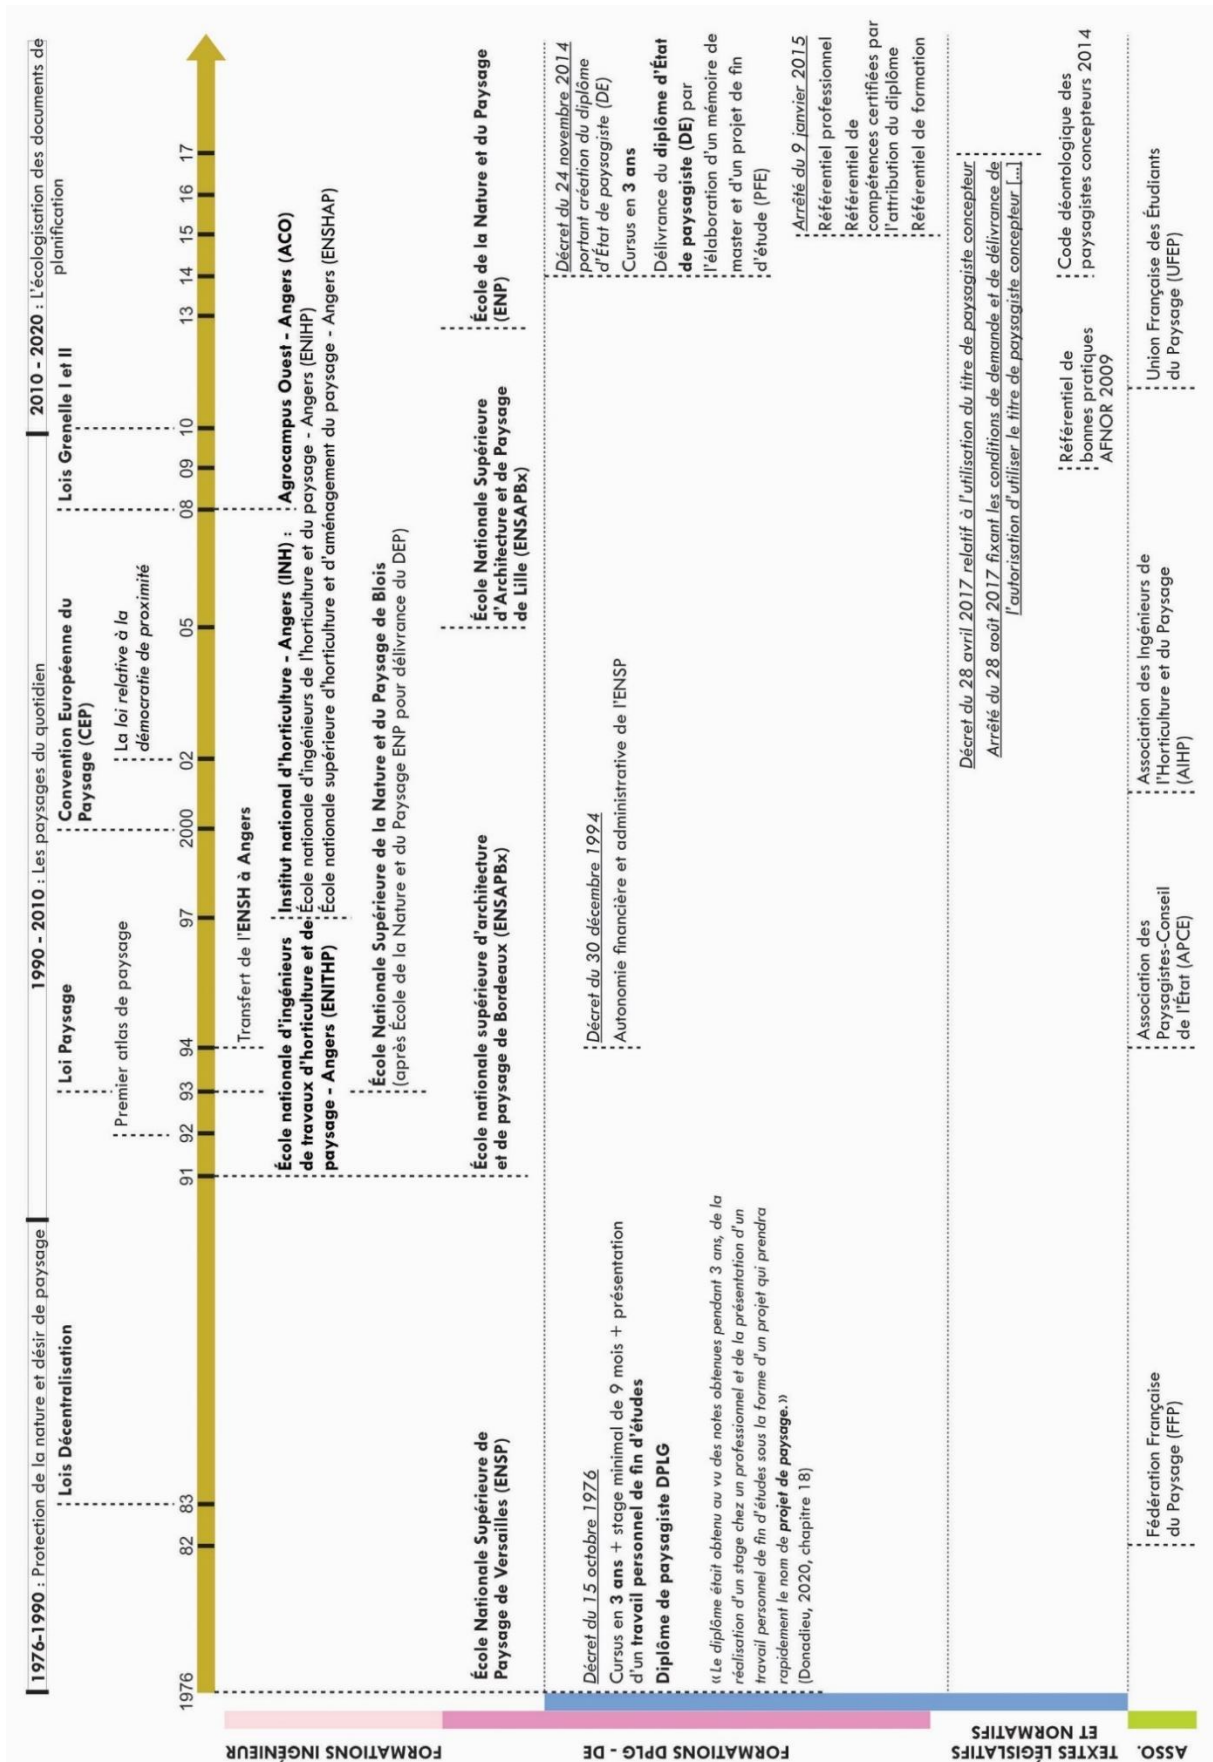 1976-1990 : Protection de la nature et désir de paysage
1990 - 2010 : Les paysages du quotidien
2010 - 2020 : L'écologisation des documents de
planification
Lois Décentralisation
Loi Paysage
Premier atlas de paysage
Convention Européenne du
Paysage (CEP)
La loi relative à la
démocratie de proximité
Lois Grenelle I et II
1976
82
83
91
92
93
94
97
2000
02
05
08
09
10
13
14
15
16
17
FORMATIONS INGÉNIEUR
Transfert de l'ENSH à Angers
École nationale d'ingénieurs
de travaux d'horticulture et de
paysage - Angers (ENITHP)
Institut national d'horticulture - Angers (INH) :
École nationale d'ingénieurs de l'horticulture et du paysage - Angers (ENIHP)
École nationale supérieure d'horticulture et d'aménagement du paysage - Angers (ENSHAP)
Agrocampus Ouest - Angers (ACO)
École Nationale Supérieure de la Nature et du Paysage de Blois
(après École de la Nature et du Paysage ENP pour délivrance du DEP)
FORMATIONS DPLG - DE
École Nationale Supérieure de
Paysage de Versailles (ENSP)
École nationale supérieure d'architecture
et de paysage de Bordeaux (ENSAPBx)
École Nationale Supérieure
d'Architecture et de Paysage
de Lille (ENSAPBx)
École de la Nature et du Paysage
(ENP)
Décret du 15 octobre 1976
Cursus en 3 ans + stage minimal de 9 mois + présentation
d'un travail personnel de fin d'études
Diplôme de paysagiste DPLG
«Le diplôme était obtenu au vu des notes obtenues pendant 3 ans, de la
réalisation d'un stage chez un professionnel et de la présentation d'un
travail personnel de fin d'études sous la forme d'un projet qui prendra
rapidement le nom de projet de paysage.»
(Donadieu, 2020, chapitre 18)
Décret du 30 décembre 1994
Autonomie financière et administrative de l'ENSP
Décret du 24 novembre 2014
portant création du diplôme
d'État de paysagiste (DE)
Cursus en 3 ans
Délivrance du diplôme d'État
de paysagiste (DE) par
l'élaboration d'un mémoire de
master et d'un projet de fin
d'étude (PFE)
Arrêté du 9 janvier 2015
Référentiel professionnel
Référentiel de
compétences certifiées par
l'attribution du diplôme
Référentiel de formation
TEXTES LÉGISLATIFS
ET NORMATIFS
Décret du 28 avril 2017 relatif à l'utilisation du titre de paysagiste concepteur
Arrêté du 28 août 2017 fixant les conditions de demande et de délivrance de
l'autorisation d'utiliser le titre de paysagiste concepteur [...]
Référentiel de
bonnes pratiques
AFNOR 2009
Code déontologique des
paysagistes concepteurs 2014
ASSO.
Fédération Française
du Paysage (FFP)
Association des
Paysagistes-Conseil
de l'État (APCE)
Association des Ingénieurs de
l'Horticulture et du Paysage
(AIHP)
Union Française des Étudiants
du Paysage (UFEP)